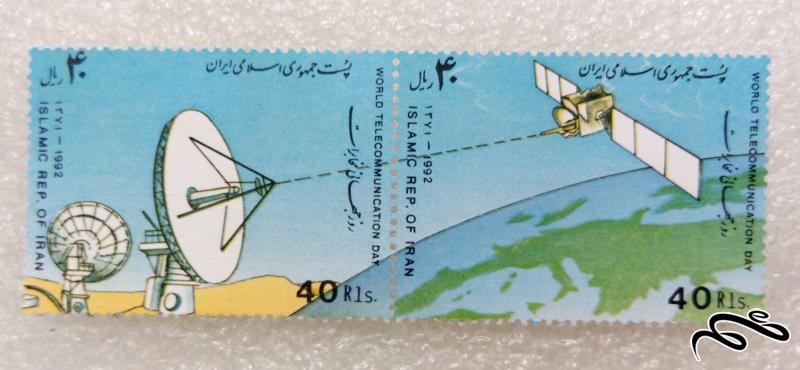 ۴۰ ریال
پست جمهوری اسلامی ایران
WORLD TELECOMMUNICATION DAY
روز جهانی مخابرات
۱۳۷۱ - 1992
ISLAMIC REP. OF IRAN
40 Rls.
۴۰ ریال
پست جمهوری اسلامی ایران
WORLD TELECOMMUNICATION DAY
روز جهانی مخابرات
۱۳۷۱ - 1992
ISLAMIC REP. OF IRAN
40 Rls.